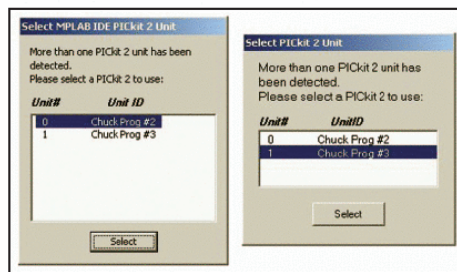 Select MPLAB IDE PICkit 2 Unit
More than one PICkit 2 unit has been
detected.
Please select a PICkit 2 to use:
Unit# Unit ID
0 Chuck Prog #2
1 Chuck Prog #3
Select
Select PICkit 2 Unit
More than one PICkit 2 unit has
been detected.
Please select a PICkit 2 to use:
Unit# UnitID
0 Chuck Prog #2
1 Chuck Prog #3
Select